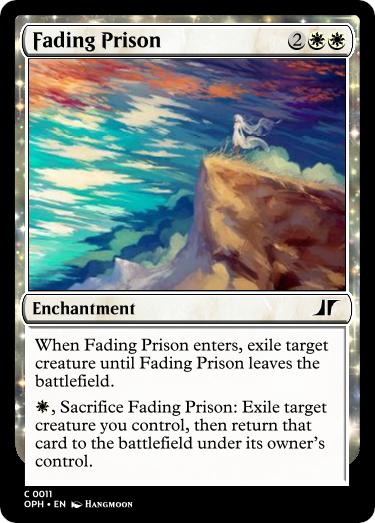 Fading Prison 2
Enchantment
When Fading Prison enters, exile target
creature until Fading Prison leaves the
battlefield.
, Sacrifice Fading Prison: Exile target
creature you control, then return that
card to the battlefield under its owner's
control.
C 0011
OPH • EN HANGMOON